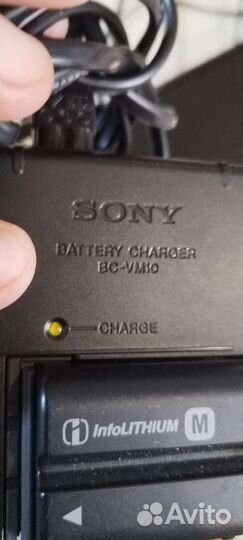 SONY
BATTERY CHARGER
BC-VM10
CHARGE
i InfoLITHIUM M
Avito